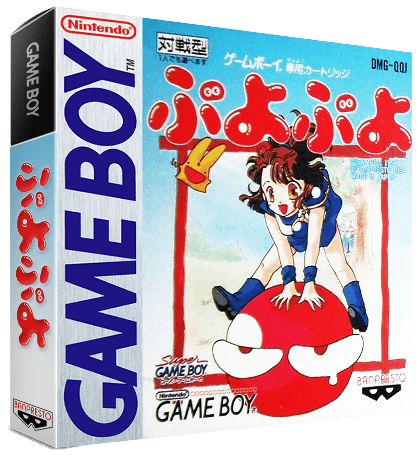 GAME BOY
ぷよぷよ
BANPRESTO
Nintendo
GAME BOY
TM
対戦型
1人でも遊べます
ゲームボーイ専用カートリッジ
DMG-QQJ
ぷよぷよ
Super
GAME BOY
Nintendo
GAME BOY
BANPRESTO